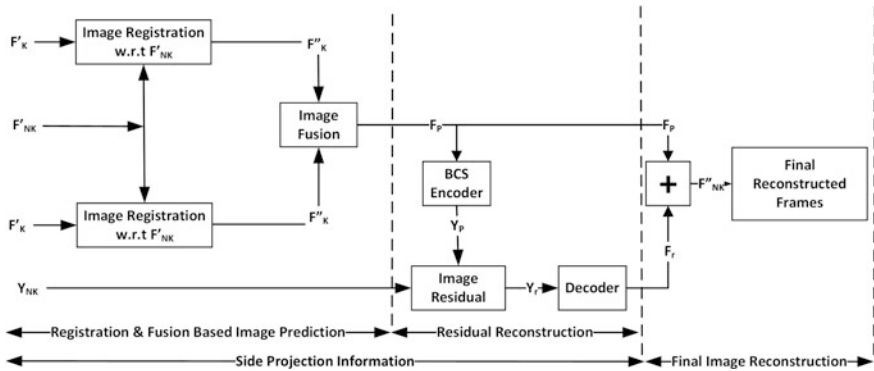 F'K
Image Registration
w.r.t F'NK
F"K
F'NK
Image
Fusion
FP
FP
BCS
Encoder
+
F"NK
Final
Reconstructed
Frames
F'K
Image Registration
w.r.t F'NK
F"K
YP
Fr
YNK
Image
Residual
Yr
Decoder
Registration & Fusion Based Image Prediction
Residual Reconstruction
Side Projection Information
Final Image Reconstruction